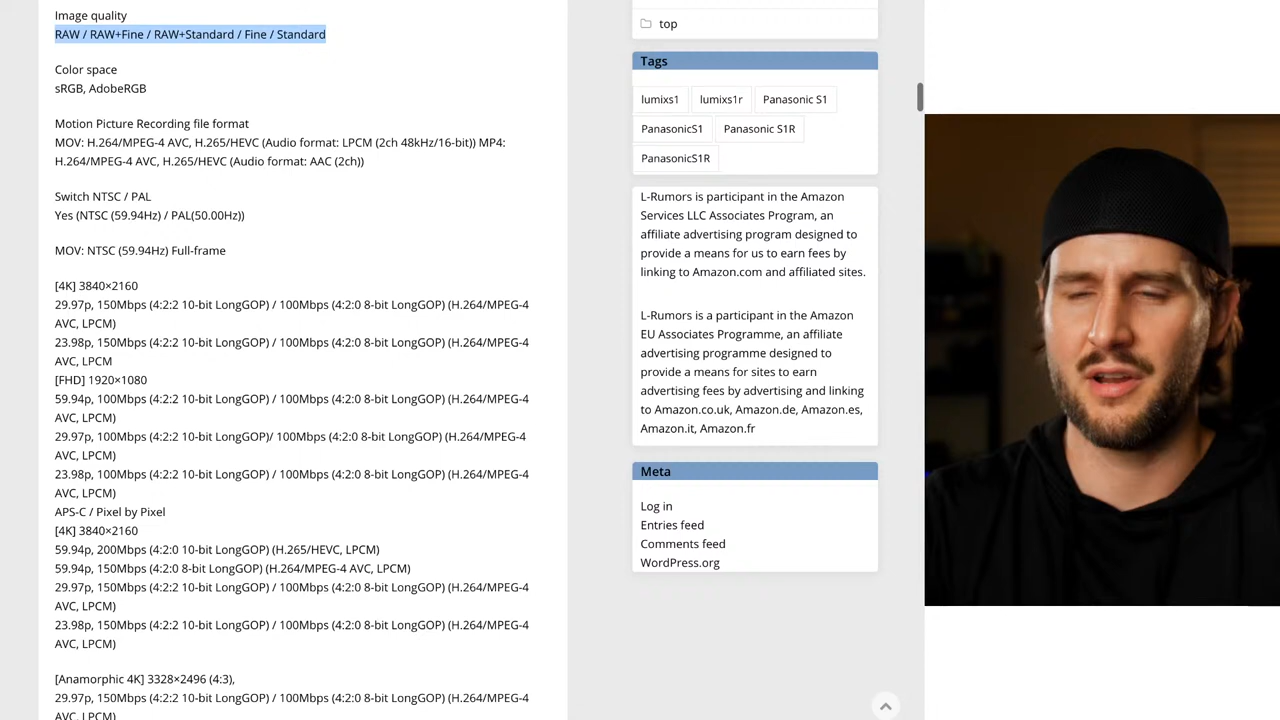 Image quality
RAW / RAW+Fine / RAW+Standard / Fine / Standard
Color space
sRGB, AdobeRGB
Motion Picture Recording file format
MOV: H.264/MPEG-4 AVC, H.265/HEVC (Audio format: LPCM (2ch 48kHz/16-bit)) MP4:
H.264/MPEG-4 AVC, H.265/HEVC (Audio format: AAC (2ch))
Switch NTSC / PAL
Yes (NTSC (59.94Hz) / PAL(50.00Hz))
MOV: NTSC (59.94Hz) Full-frame
[4K] 3840×2160
29.97p, 150Mbps (4:2:2 10-bit LongGOP) / 100Mbps (4:2:0 8-bit LongGOP) (H.264/MPEG-4
AVC, LPCM)
23.98p, 150Mbps (4:2:2 10-bit LongGOP) / 100Mbps (4:2:0 8-bit LongGOP) (H.264/MPEG-4
AVC, LPCM
[FHD] 1920×1080
59.94p, 100Mbps (4:2:2 10-bit LongGOP) / 100Mbps (4:2:0 8-bit LongGOP) (H.264/MPEG-4
AVC, LPCM)
29.97p, 100Mbps (4:2:2 10-bit LongGOP)/ 100Mbps (4:2:0 8-bit LongGOP) (H.264/MPEG-4
AVC, LPCM)
23.98p, 100Mbps (4:2:2 10-bit LongGOP) / 100Mbps (4:2:0 8-bit LongGOP) (H.264/MPEG-4
AVC, LPCM)
APS-C / Pixel by Pixel
[4K] 3840×2160
59.94p, 200Mbps (4:2:0 10-bit LongGOP) (H.265/HEVC, LPCM)
59.94p, 150Mbps (4:2:0 8-bit LongGOP) (H.264/MPEG-4 AVC, LPCM)
29.97p, 150Mbps (4:2:2 10-bit LongGOP) / 100Mbps (4:2:0 8-bit LongGOP) (H.264/MPEG-4
AVC, LPCM)
23.98p, 150Mbps (4:2:2 10-bit LongGOP) / 100Mbps (4:2:0 8-bit LongGOP) (H.264/MPEG-4
AVC, LPCM)
[Anamorphic 4K] 3328×2496 (4:3),
29.97p, 150Mbps (4:2:2 10-bit LongGOP) / 100Mbps (4:2:0 8-bit LongGOP) (H.264/MPEG-4
AVC, LPCM)
top
Tags
lumixs1 lumixs1r Panasonic S1
PanasonicS1 Panasonic S1R
PanasonicS1R
L-Rumors is participant in the Amazon
Services LLC Associates Program, an
affiliate advertising program designed to
provide a means for us to earn fees by
linking to Amazon.com and affiliated sites.
L-Rumors is a participant in the Amazon
EU Associates Programme, an affiliate
advertising programme designed to
provide a means for sites to earn
advertising fees by advertising and linking
to Amazon.co.uk, Amazon.de, Amazon.es,
Amazon.it, Amazon.fr
Meta
Log in
Entries feed
Comments feed
WordPress.org